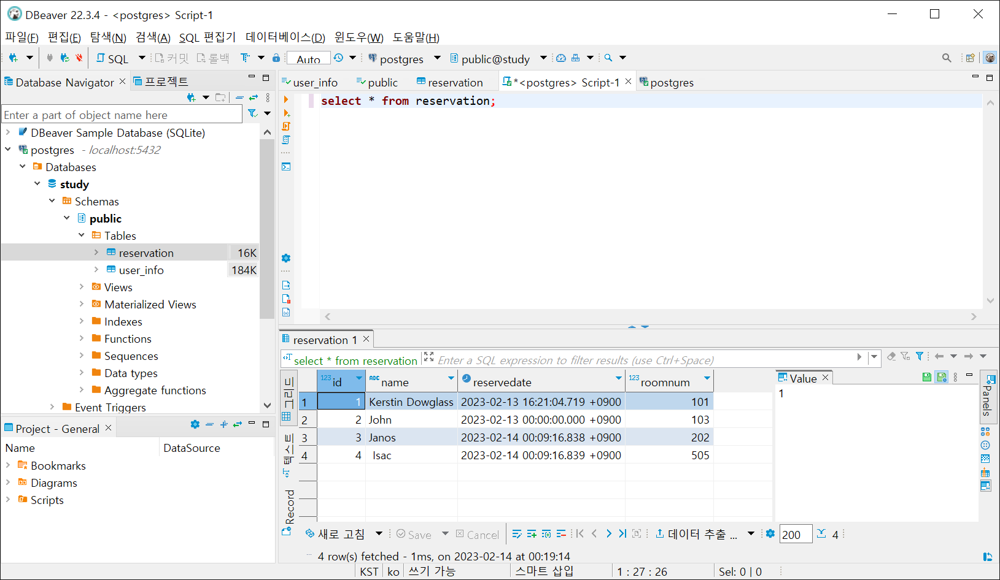 DBeaver 22.3.4 - <postgres> Script-1
파일(F) 편집(E) 탐색(N) 검색(A) SQL 편집기 데이터베이스(D) 윈도우(W) 도움말(H)
SQL 커밋 롤백 Auto postgres public@study
Database Navigator 프로젝트
Enter a part of object name here
DBeaver Sample Database (SQLite)
postgres - localhost:5432
Databases
study
Schemas
public
Tables
reservation 16K
user_info 184K
Views
Materialized Views
Indexes
Functions
Sequences
Data types
Aggregate functions
Event Triggers
Project - General
Name DataSource
Bookmarks
Diagrams
Scripts
user_info public reservation *<postgres> Script-1 postgres
select * from reservation;
reservation 1
select * from reservation Enter a SQL expression to filter results (use Ctrl+Space)
그리드
텍스트
Record
123 id ABC name reservedate 123 roomnum
1 1 Kerstin Dowglass 2023-02-13 16:21:04.719 +0900 101
2 2 John 2023-02-13 00:00:00.000 +0900 103
3 3 Janos 2023-02-14 00:09:16.838 +0900 202
4 4 Isac 2023-02-14 00:09:16.839 +0900 505
Value
1
Panels
새로 고침 Save Cancel 데이터 추출 ... 200 4
4 row(s) fetched - 1ms, on 2023-02-14 at 00:19:14
KST ko 쓰기 가능 스마트 삽입 1 : 27 : 26 Sel: 0 | 0